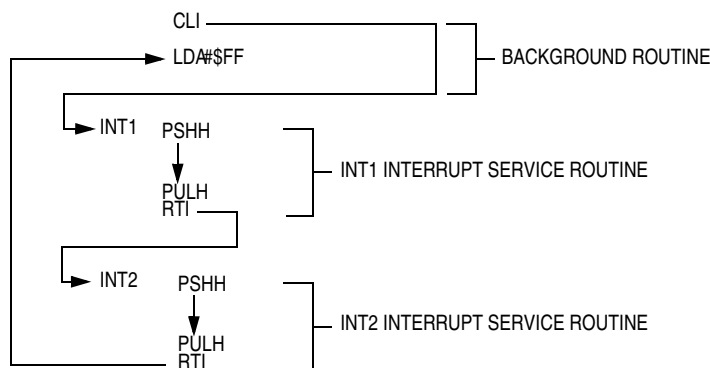 CLI
LDA#$FF
BACKGROUND ROUTINE
INT1 PSHH
INT1 INTERRUPT SERVICE ROUTINE
PULH
RTI
INT2 PSHH
INT2 INTERRUPT SERVICE ROUTINE
PULH
RTI